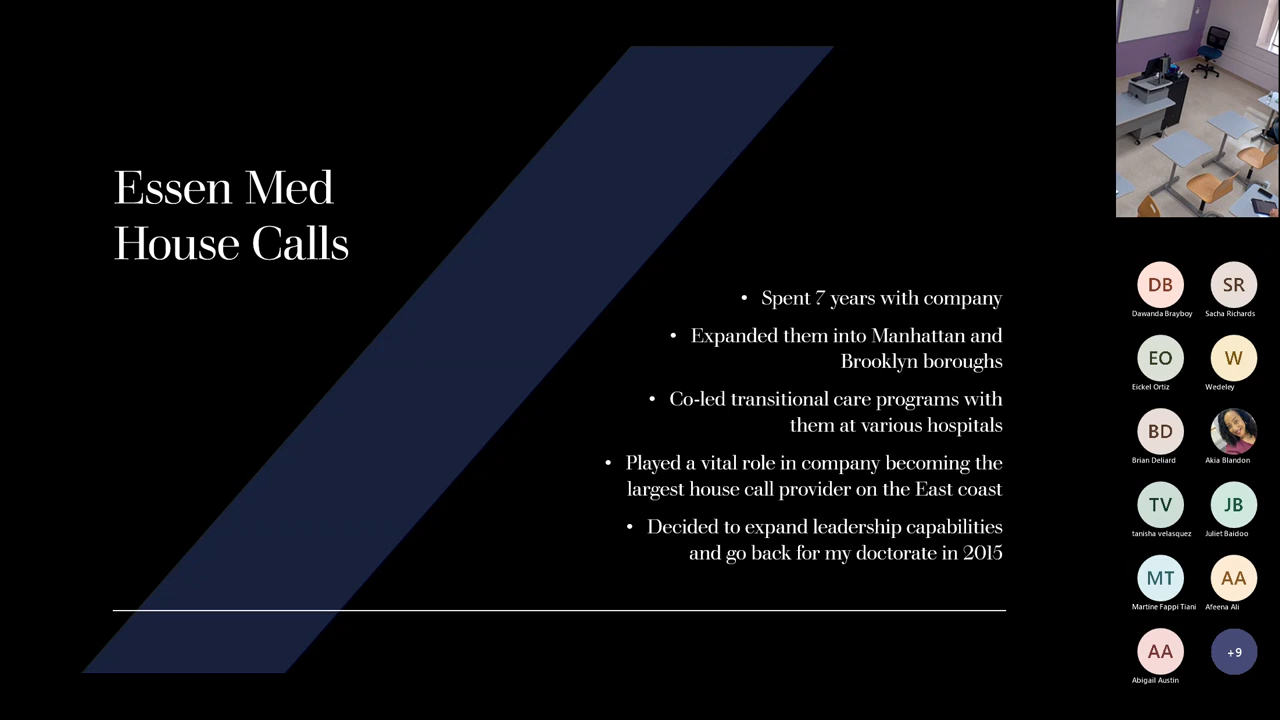 Essen Med
House Calls
• Spent 7 years with company
• Expanded them into Manhattan and
Brooklyn boroughs
• Co-led transitional care programs with
them at various hospitals
• Played a vital role in company becoming the
largest house call provider on the East coast
• Decided to expand leadership capabilities
and go back for my doctorate in 2015
DB SR
Dawanda Brayboy Sacha Richards
EO W
Eickel Ortiz Wedeley
BD
Brian Deliard Akia Blandon
TV JB
tanisha velasquez Juliet Baidoo
MT AA
Martine Fappi Tiani Afeena Ali
AA +9
Abigail Austin